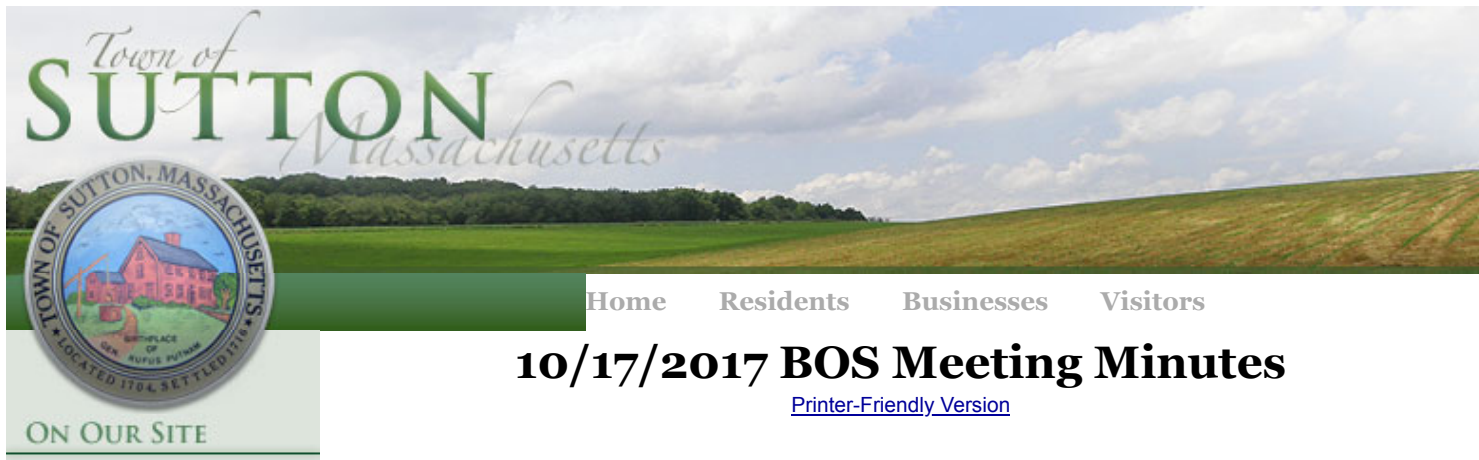 Town of
SUTTON
Massachusetts
TOWN OF SUTTON, MASSACHUSETTS
BIRTHPLACE
OF
GEN. RUFUS PUTNAM
LOCATED 1704, SETTLED 1716
Home Residents Businesses Visitors
10/17/2017 BOS Meeting Minutes
Printer-Friendly Version
ON OUR SITE